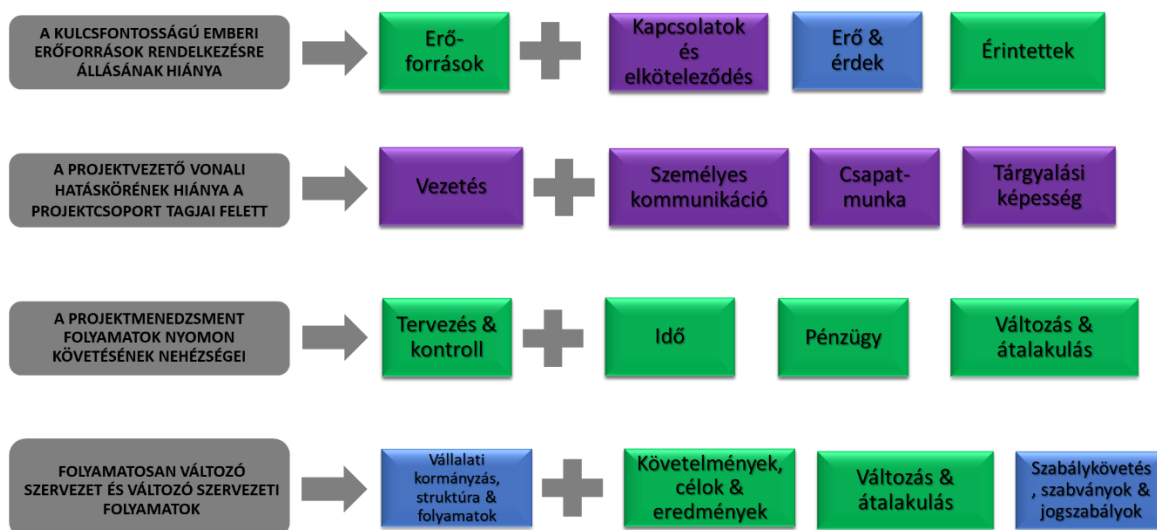 A KULCSFONTOSSÁGÚ EMBERI
ERŐFORRÁSOK RENDELKEZÉSRE
ÁLLÁSÁNAK HIÁNYA
Erő-
források
Kapcsolatok
és
elköteleződés
Erő &
érdek
Érintettek
A PROJEKTVEZETŐ VONALI
HATÁSKÖRÉNEK HIÁNYA A
PROJEKTCSOPORT TAGJAI FELETT
Vezetés
Személyes
kommunikáció
Csapat-
munka
Tárgyalási
képesség
A PROJEKTMENEDZSMENT
FOLYAMATOK NYOMON
KÖVETÉSÉNEK NEHÉZSÉGEI
Tervezés &
kontroll
Idő
Pénzügy
Változás &
átalakulás
FOLYAMATOSAN VÁLTOZÓ
SZERVEZET ÉS VÁLTOZÓ SZERVEZETI
FOLYAMATOK
Vállalati
kormányzás,
struktúra &
folyamatok
Követelmények,
célok &
eredmények
Változás &
átalakulás
Szabálykövetés
, szabványok &
jogszabályok